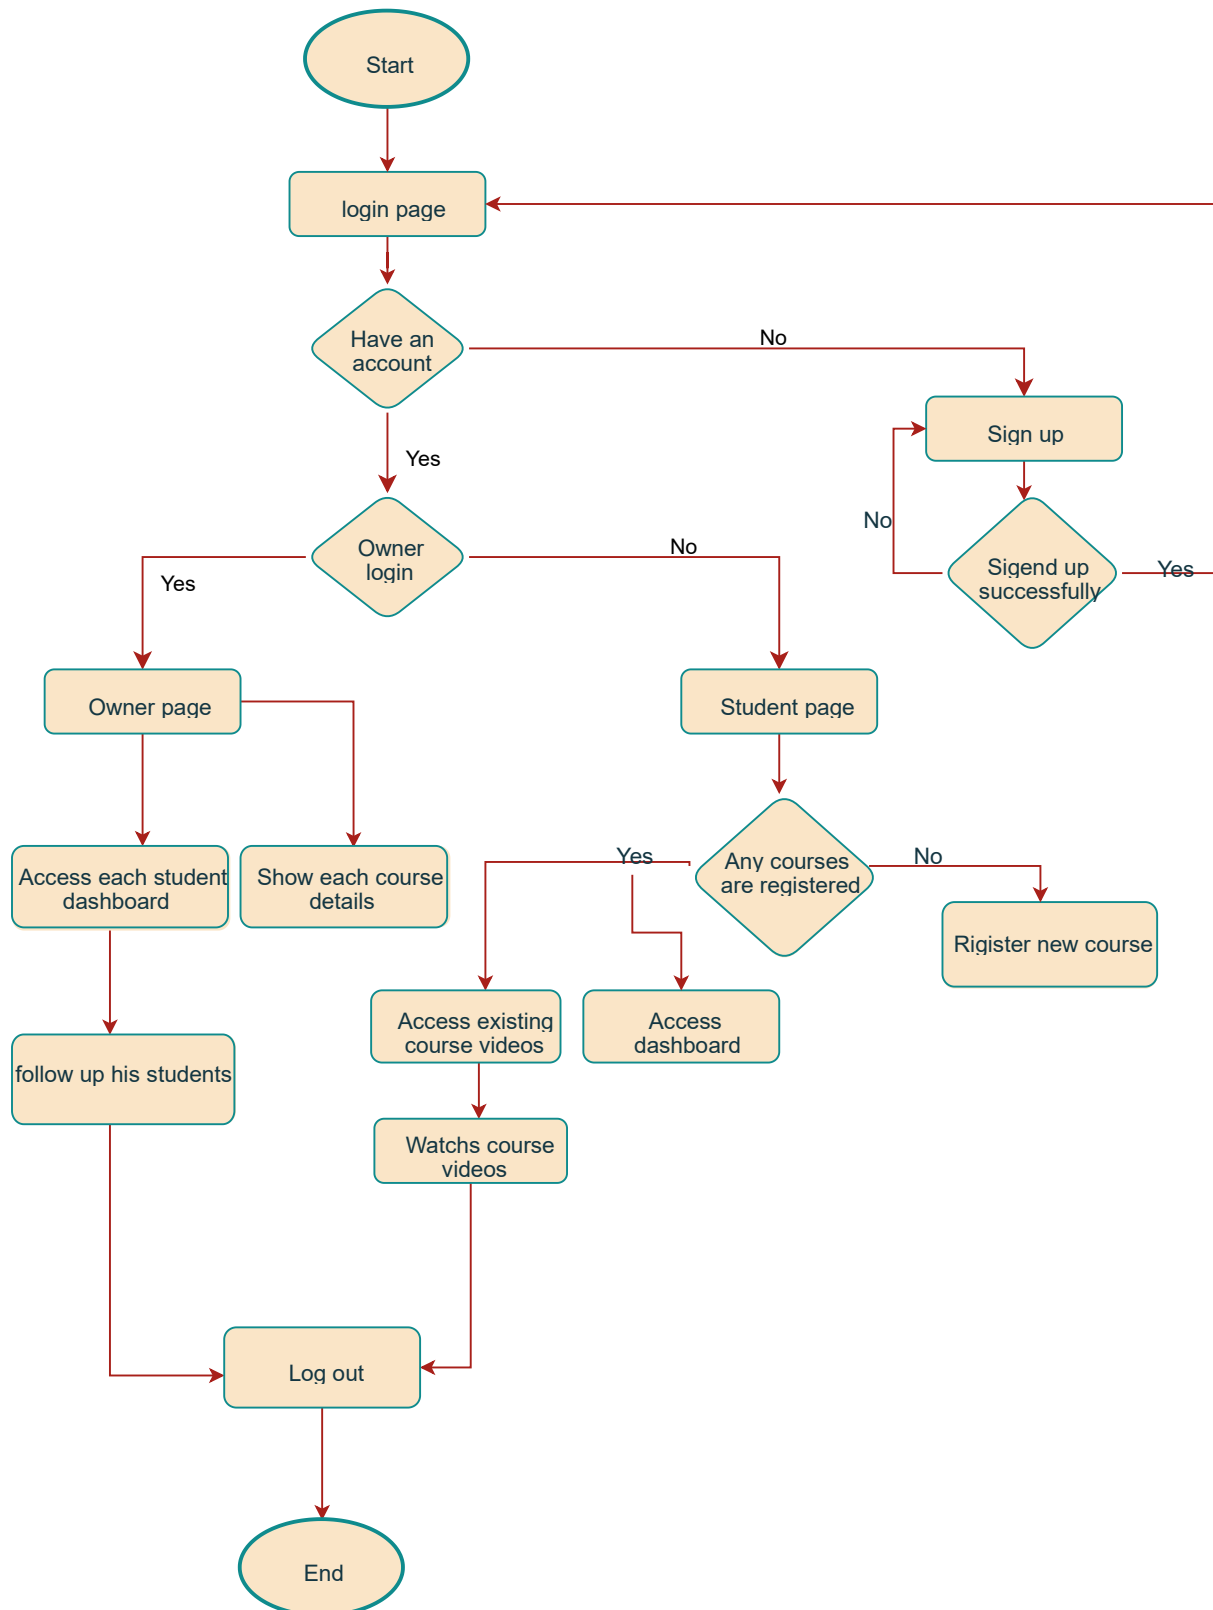 Start
login page
Have an
account
No
Sign up
Yes
No
Owner
login
No
Yes
Sigend up
successfully
Yes
Owner page
Student page
Any courses
are registered
Yes
No
Access each student
dashboard
Show each course
details
Rigister new course
Access existing
course videos
Access
dashboard
follow up his students
Watchs course
videos
Log out
End